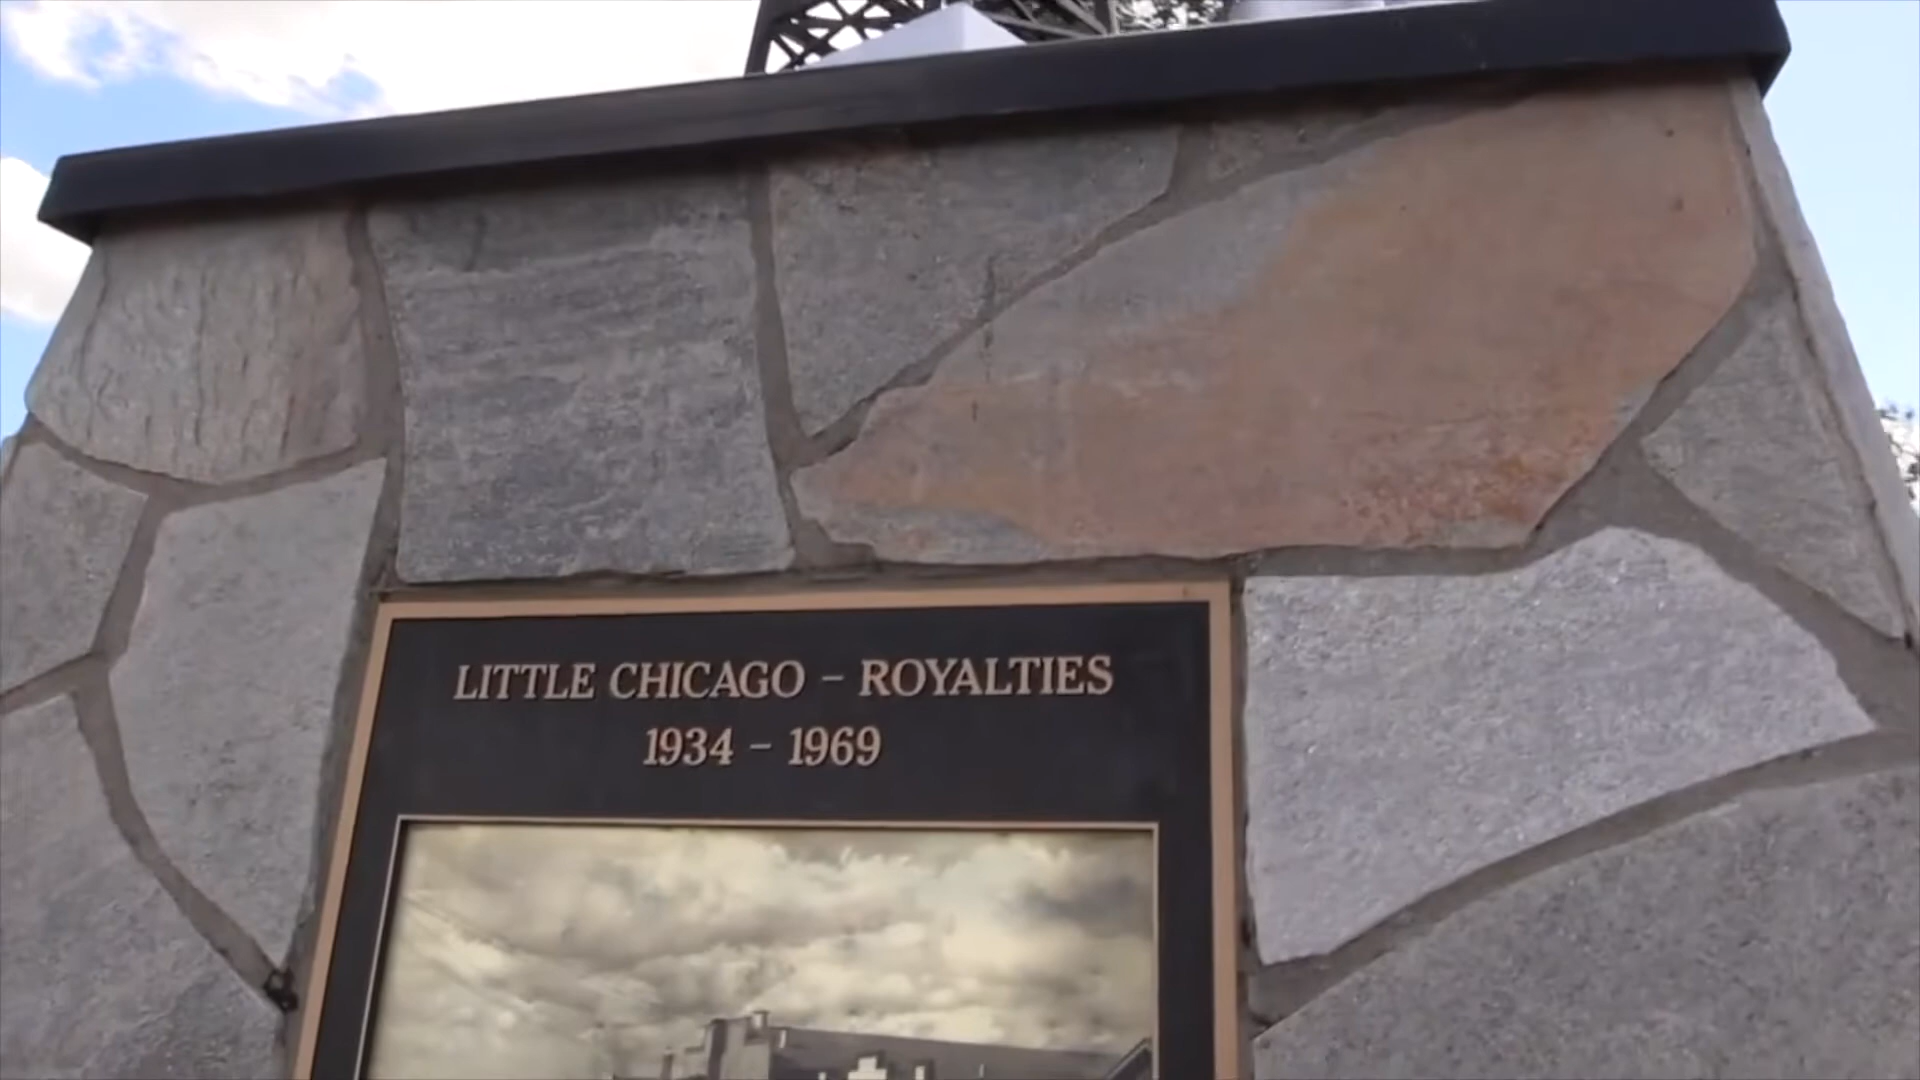 LITTLE CHICAGO – ROYALTIES
1934 – 1969